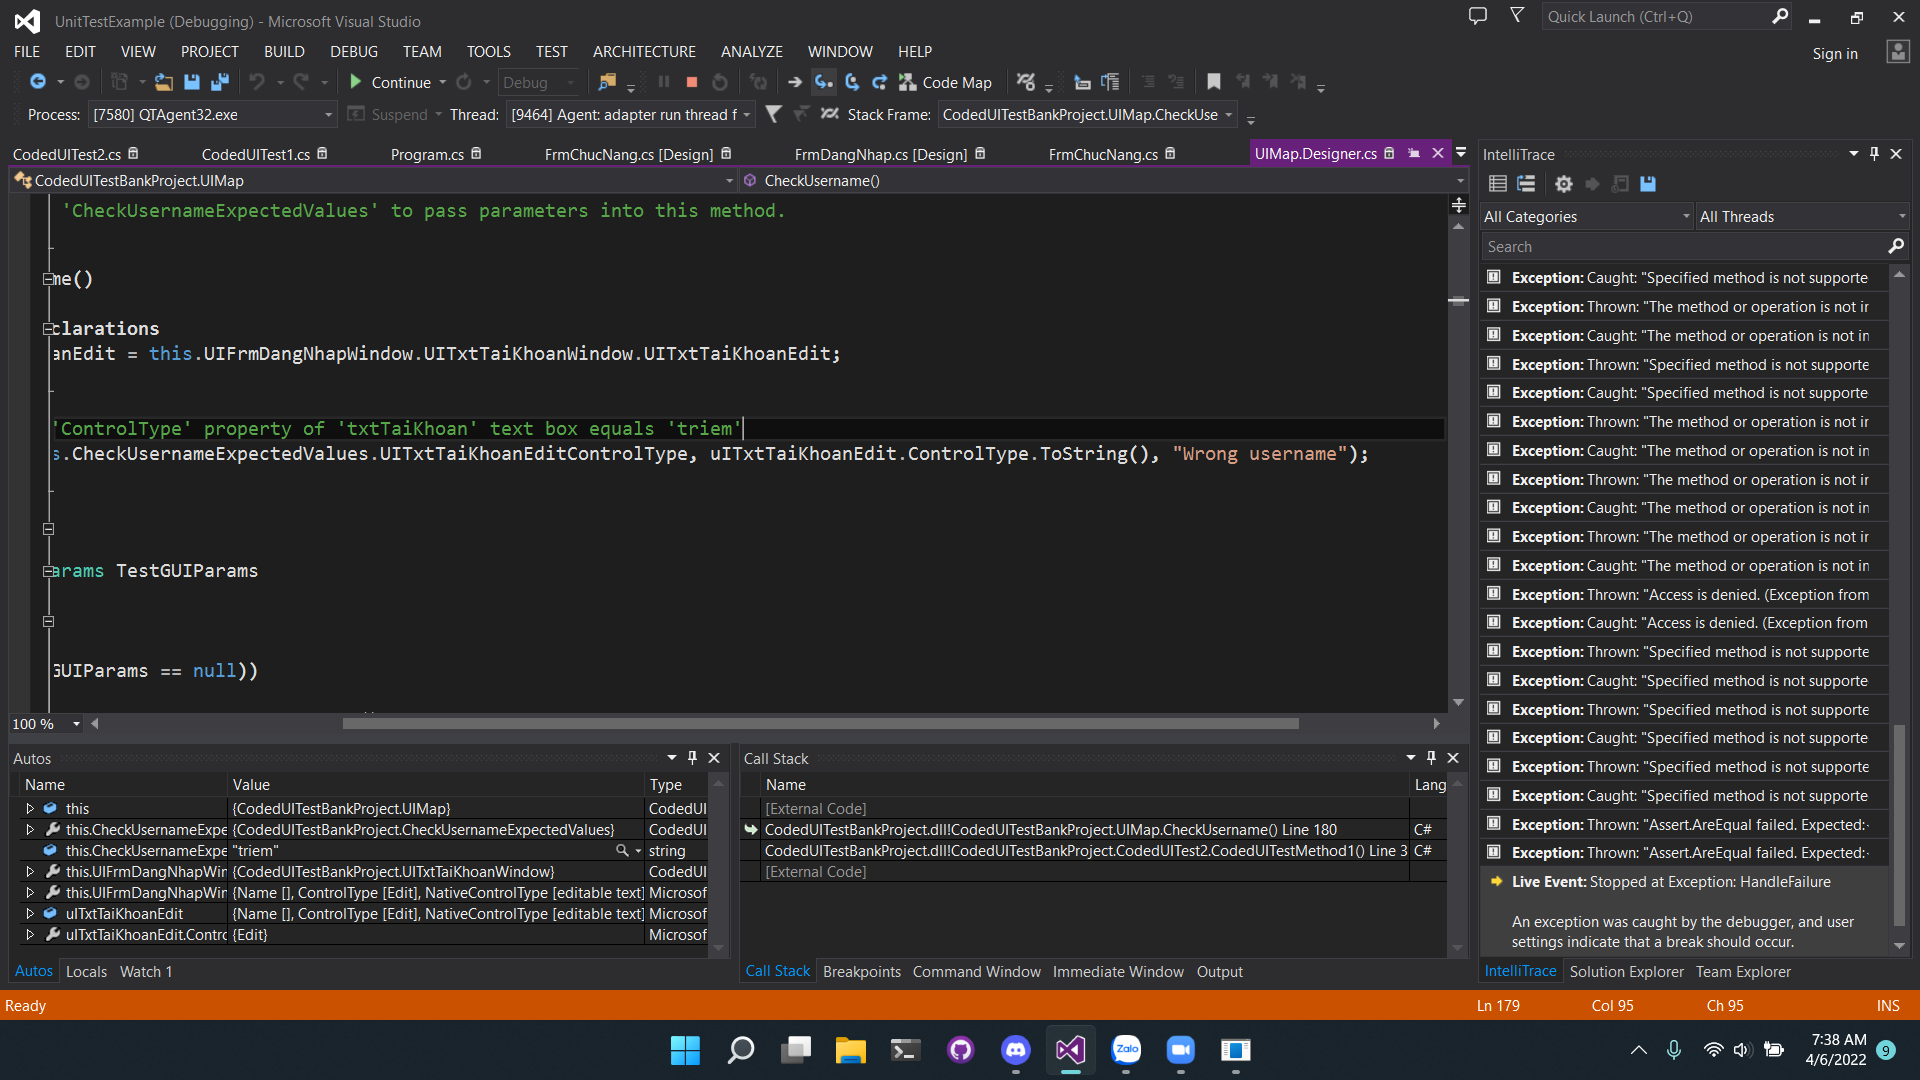 UnitTestExample (Debugging) - Microsoft Visual Studio
Quick Launch (Ctrl+Q)
FILE EDIT VIEW PROJECT BUILD DEBUG TEAM TOOLS TEST ARCHITECTURE ANALYZE WINDOW HELP
Sign in
Continue Debug Code Map
Process: [7580] QTAgent32.exe Suspend Thread: [9464] Agent: adapter run thread f Stack Frame: CodedUITestBankProject.UIMap.CheckUse
CodedUITest2.cs CodedUITest1.cs Program.cs FrmChucNang.cs [Design] FrmDangNhap.cs [Design] FrmChucNang.cs UIMap.Designer.cs
CodedUITestBankProject.UIMap CheckUsername()
'CheckUsernameExpectedValues' to pass parameters into this method.
me()
clarations
anEdit = this.UIFrmDangNhapWindow.UITxtTaiKhoanWindow.UITxtTaiKhoanEdit;
'ControlType' property of 'txtTaiKhoan' text box equals 'triem'
s.CheckUsernameExpectedValues.UITxtTaiKhoanEditControlType, uITxtTaiKhoanEdit.ControlType.ToString(), "Wrong username");
arams TestGUIParams
GUIParams == null))
100 %
IntelliTrace
All Categories All Threads
Search
Exception: Caught: "Specified method is not supporte
Exception: Thrown: "The method or operation is not ir
Exception: Caught: "The method or operation is not in
Exception: Thrown: "Specified method is not supporte
Exception: Caught: "Specified method is not supporte
Exception: Thrown: "The method or operation is not ir
Exception: Caught: "The method or operation is not in
Exception: Thrown: "The method or operation is not ir
Exception: Caught: "The method or operation is not in
Exception: Thrown: "The method or operation is not ir
Exception: Caught: "The method or operation is not in
Exception: Thrown: "Access is denied. (Exception from
Exception: Caught: "Access is denied. (Exception from
Exception: Thrown: "Specified method is not supporte
Exception: Caught: "Specified method is not supporte
Exception: Thrown: "Specified method is not supporte
Exception: Caught: "Specified method is not supporte
Exception: Thrown: "Specified method is not supporte
Exception: Caught: "Specified method is not supporte
Exception: Thrown: "Assert.AreEqual failed. Expected:
Exception: Thrown: "Assert.AreEqual failed. Expected:
Live Event: Stopped at Exception: HandleFailure
An exception was caught by the debugger, and user
settings indicate that a break should occur.
IntelliTrace Solution Explorer Team Explorer
Autos
Name Value Type
this {CodedUITestBankProject.UIMap} CodedUI
this.CheckUsernameExpe {CodedUITestBankProject.CheckUsernameExpectedValues} CodedUI
this.CheckUsernameExpe "triem" string
this.UIFrmDangNhapWin {CodedUITestBankProject.UITxtTaiKhoanWindow} CodedUI
this.UIFrmDangNhapWin {Name [], ControlType [Edit], NativeControlType [editable text] Microsof
uITxtTaiKhoanEdit {Name [], ControlType [Edit], NativeControlType [editable text] Microsof
uITxtTaiKhoanEdit.Contro {Edit} Microsof
Autos Locals Watch 1
Call Stack
Name Lang
[External Code]
CodedUITestBankProject.dll!CodedUITestBankProject.UIMap.CheckUsername() Line 180 C#
CodedUITestBankProject.dll!CodedUITestBankProject.CodedUITest2.CodedUITestMethod1() Line 3 C#
[External Code]
Call Stack Breakpoints Command Window Immediate Window Output
Ready Ln 179 Col 95 Ch 95 INS
Zalo
7:38 AM
4/6/2022
9